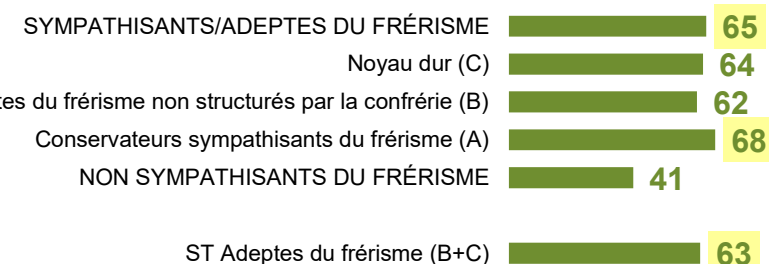 SYMPATHISANTS/ADEPTES DU FRÉRISME 65
Noyau dur (C) 64
du frérisme non structurés par la confrérie (B) 62
Conservateurs sympathisants du frérisme (A) 68
NON SYMPATHISANTS DU FRÉRISME 41
ST Adeptes du frérisme (B+C) 63